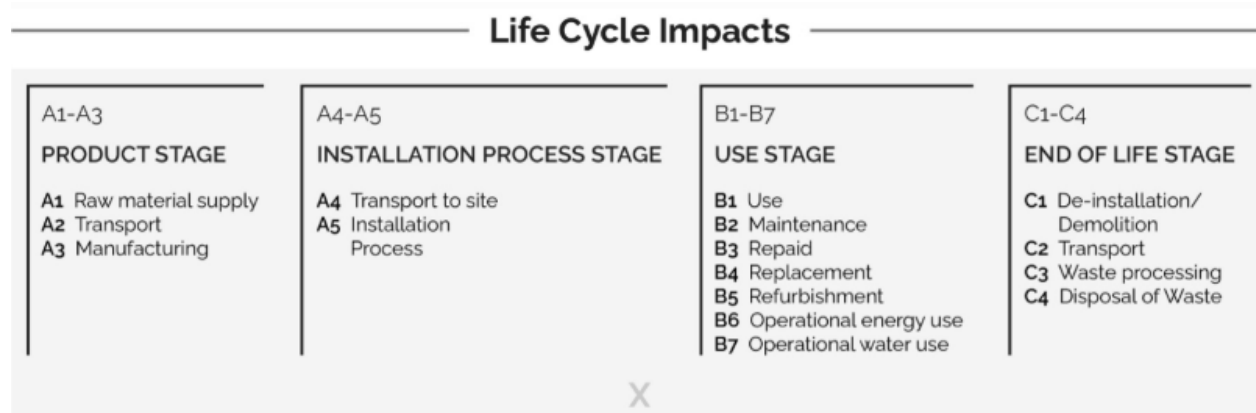 Life Cycle Impacts
A1-A3
PRODUCT STAGE
A1 Raw material supply
A2 Transport
A3 Manufacturing
A4-A5
INSTALLATION PROCESS STAGE
A4 Transport to site
A5 Installation
Process
B1-B7
USE STAGE
B1 Use
B2 Maintenance
B3 Repaid
B4 Replacement
B5 Refurbishment
B6 Operational energy use
B7 Operational water use
C1-C4
END OF LIFE STAGE
C1 De-installation/
Demolition
C2 Transport
C3 Waste processing
C4 Disposal of Waste
X